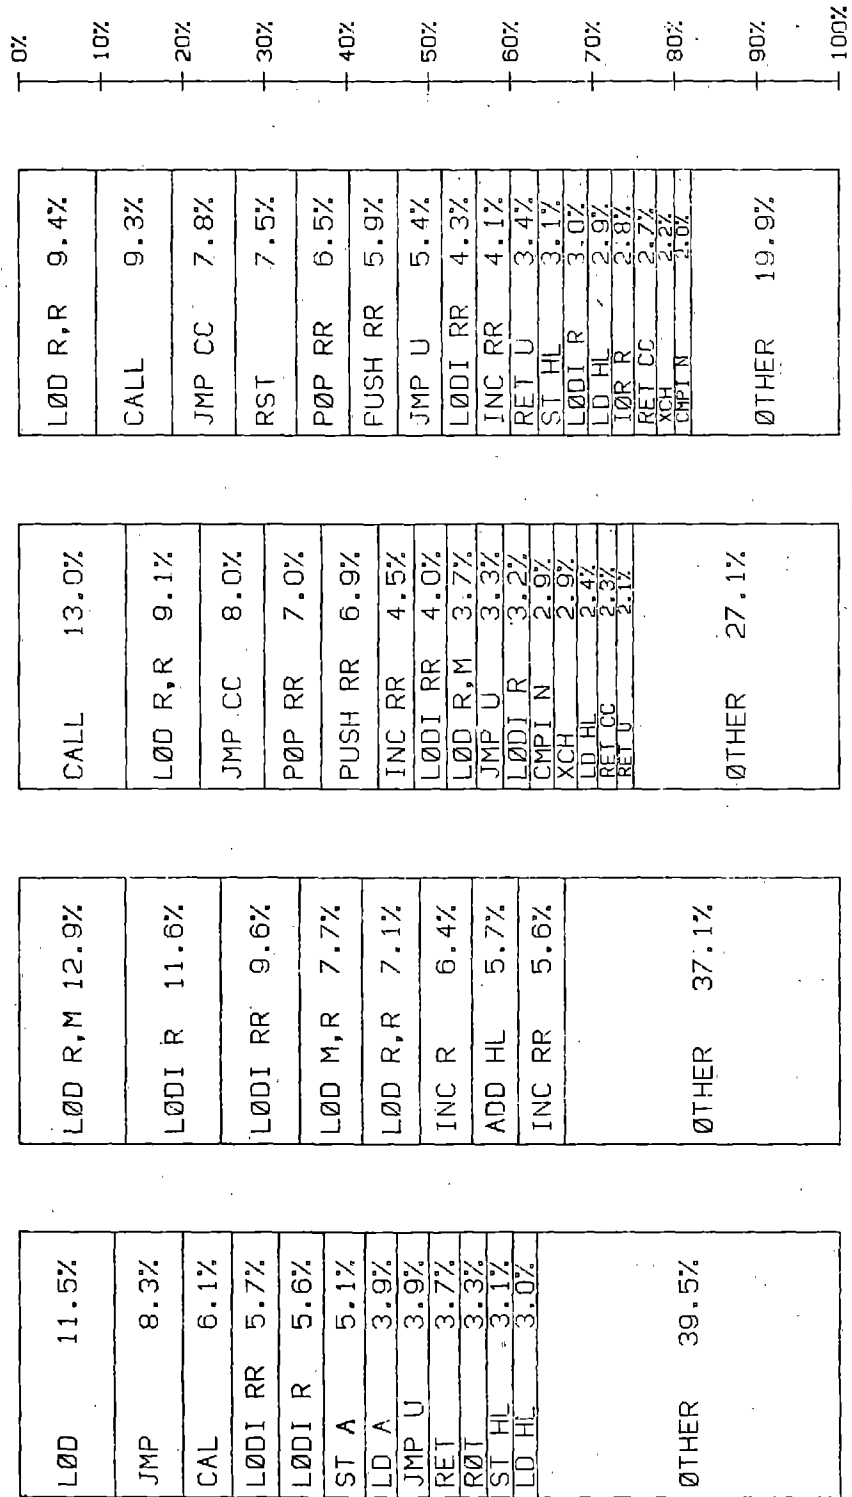 0%
10%
20%
30%
40%
50%
60%
70%
80%
90%
100%
LØD 11.5%
JMP 8.3%
CAL 6.1%
LØDI RR 5.7%
LØDI R 5.6%
ST A 5.1%
LD A 3.9%
JMP U 3.9%
RET 3.7%
RØT 3.3%
ST HL 3.1%
LD HL 3.0%
ØTHER 39.5%
LØD R,M 12.9%
LØDI R 11.6%
LØDI RR 9.6%
LØD M,R 7.7%
LØD R,R 7.1%
INC R 6.4%
ADD HL 5.7%
INC RR 5.6%
ØTHER 37.1%
CALL 13.0%
LØD R,R 9.1%
JMP CC 8.0%
PØP RR 7.0%
PUSH RR 6.9%
INC RR 4.5%
LØDI RR 4.0%
LØD R,M 3.7%
JMP U 3.3%
LØDI R 3.2%
CMPI N 2.9%
XCH 2.9%
LD HL 2.4%
RET CC 2.3%
RET U 2.1%
ØTHER 27.1%
LØD R,R 9.4%
CALL 9.3%
JMP CC 7.8%
RST 7.5%
PØP RR 6.5%
PUSH RR 5.9%
JMP U 5.4%
LØDI RR 4.3%
INC RR 4.1%
RET U 3.4%
ST HL 3.1%
LØDI R 3.0%
LD HL 2.9%
IØR R 2.8%
RET CC 2.7%
XCH 2.2%
CMPI N 2.0%
ØTHER 19.9%